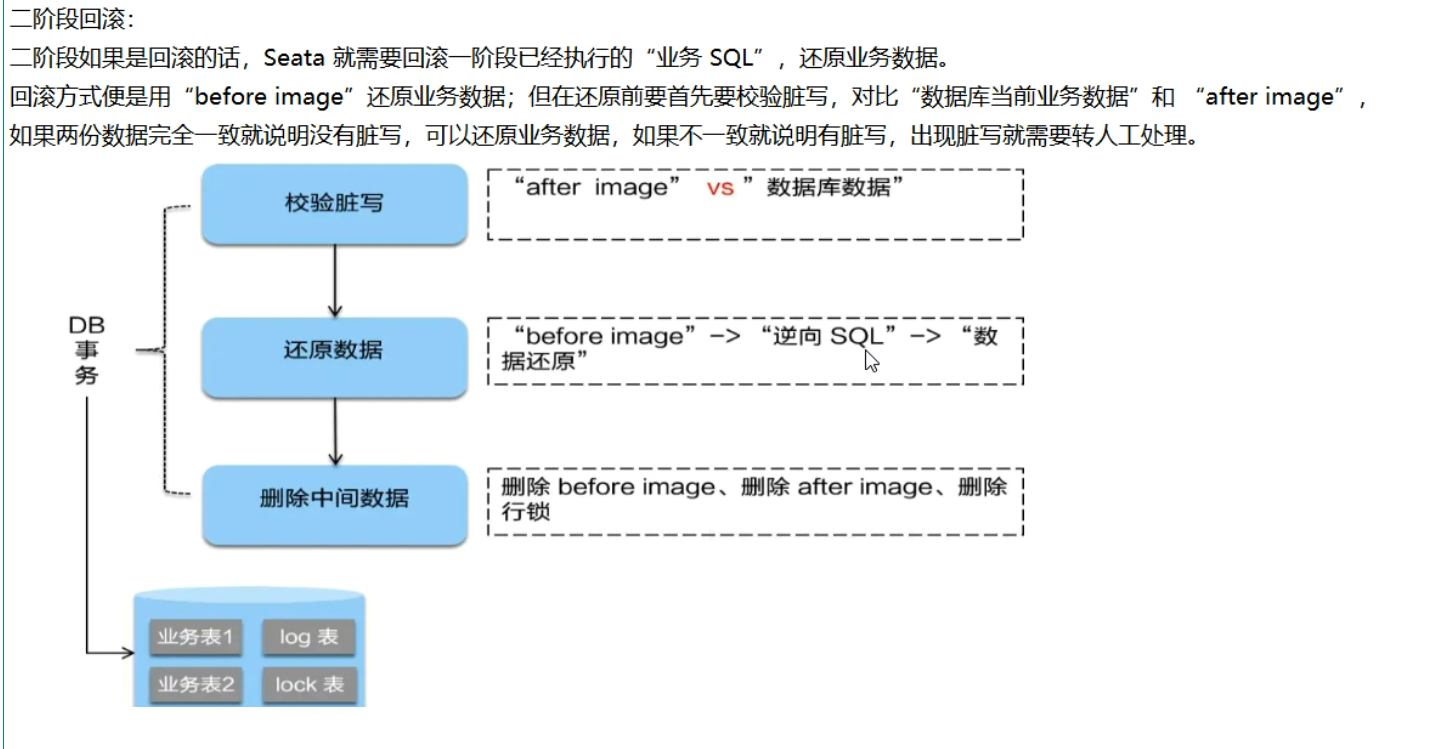 二阶段回滚：
二阶段如果是回滚的话，Seata 就需要回滚一阶段已经执行的“业务 SQL”，还原业务数据。
回滚方式便是用“before image”还原业务数据；但在还原前要首先要校验脏写，对比“数据库当前业务数据”和 “after image”，
如果两份数据完全一致就说明没有脏写，可以还原业务数据，如果不一致就说明有脏写，出现脏写就需要转人工处理。
校验脏写
“after image” vs ”数据库数据”
DB
事
务
还原数据
“before image”–> “逆向 SQL”–> “数
据还原”
删除中间数据
删除 before image、删除 after image、删除
行锁
业务表1
log 表
业务表2
lock 表